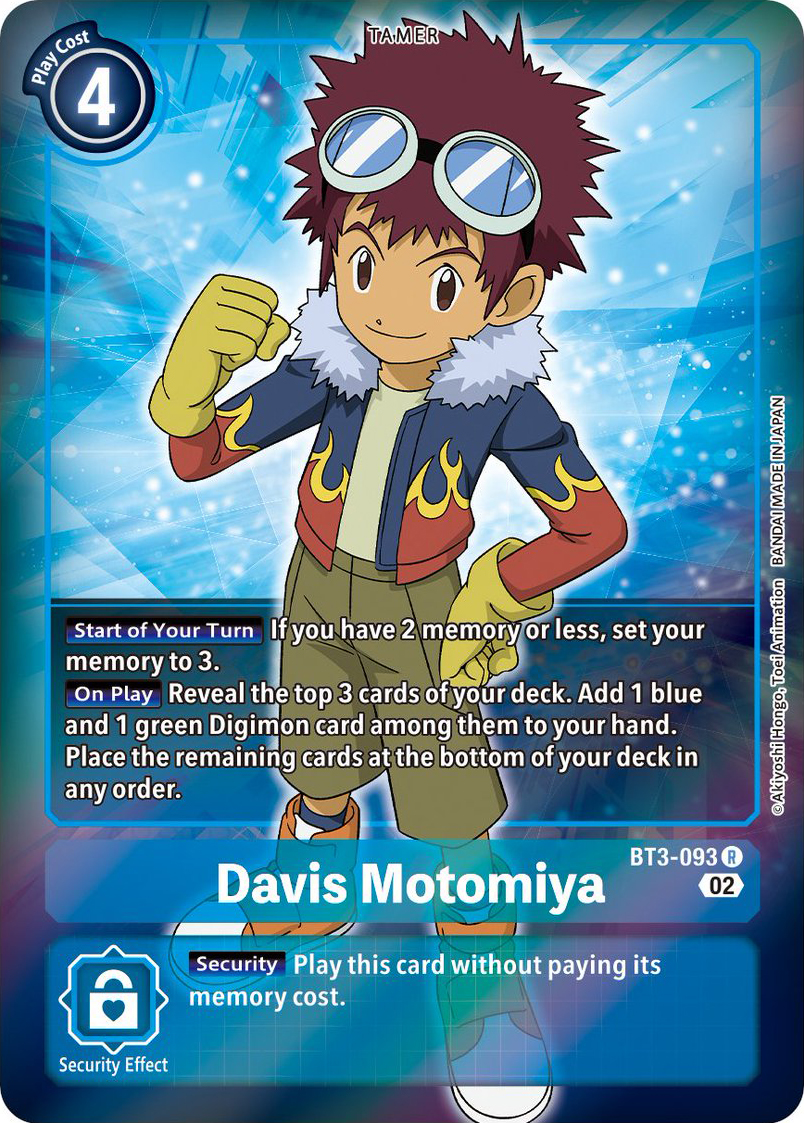 TAMER
Play Cost
4
Start of Your Turn If you have 2 memory or less, set your
memory to 3.
On Play Reveal the top 3 cards of your deck. Add 1 blue
and 1 green Digimon card among them to your hand.
Place the remaining cards at the bottom of your deck in
any order.
©Akiyoshi Hongo, Toei Animation BANDAI MADE IN JAPAN
BT3-093 R
Davis Motomiya
02
Security Play this card without paying its
memory cost.
Security Effect